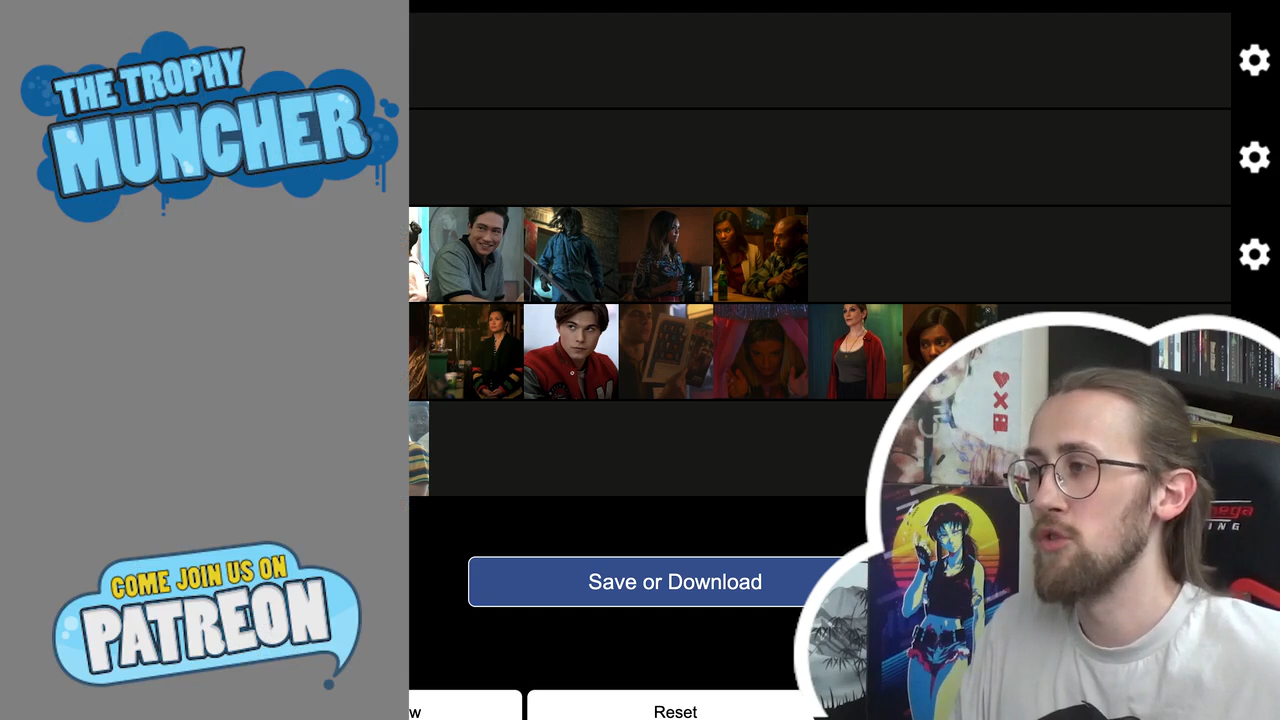 THE TROPHY
MUNCHER
COME JOIN US ON
PATREON
Save or Download
w
Reset